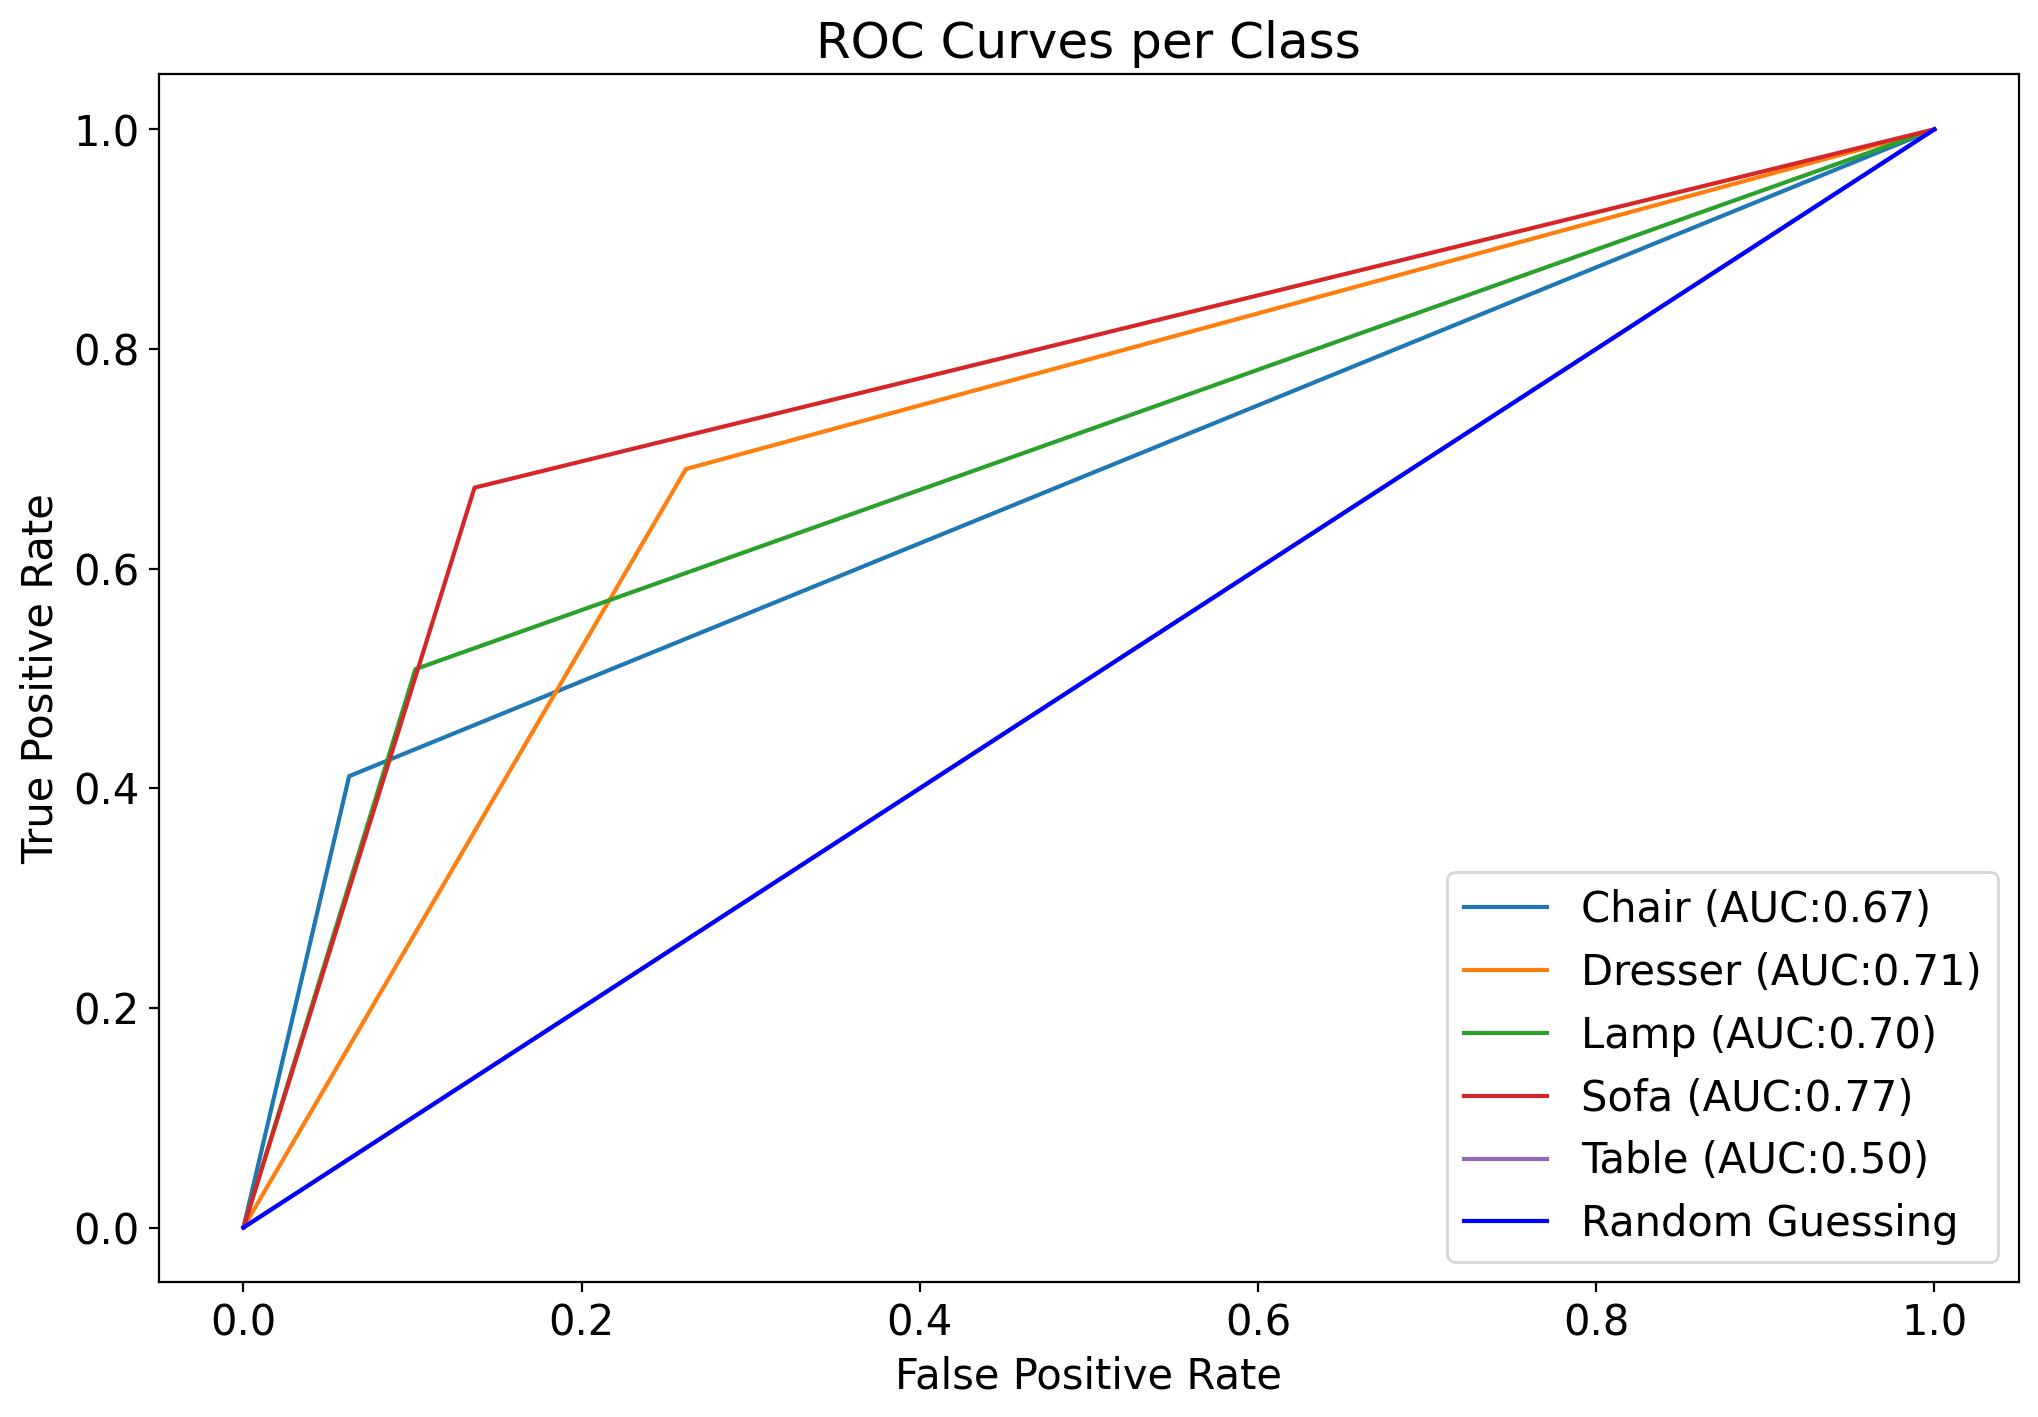 ROC Curves per Class
1.0
0.8
0.6
0.4
0.2
0.0
True Positive Rate
0.0 0.2 0.4 0.6 0.8 1.0
False Positive Rate
Chair (AUC:0.67)
Dresser (AUC:0.71)
Lamp (AUC:0.70)
Sofa (AUC:0.77)
Table (AUC:0.50)
Random Guessing